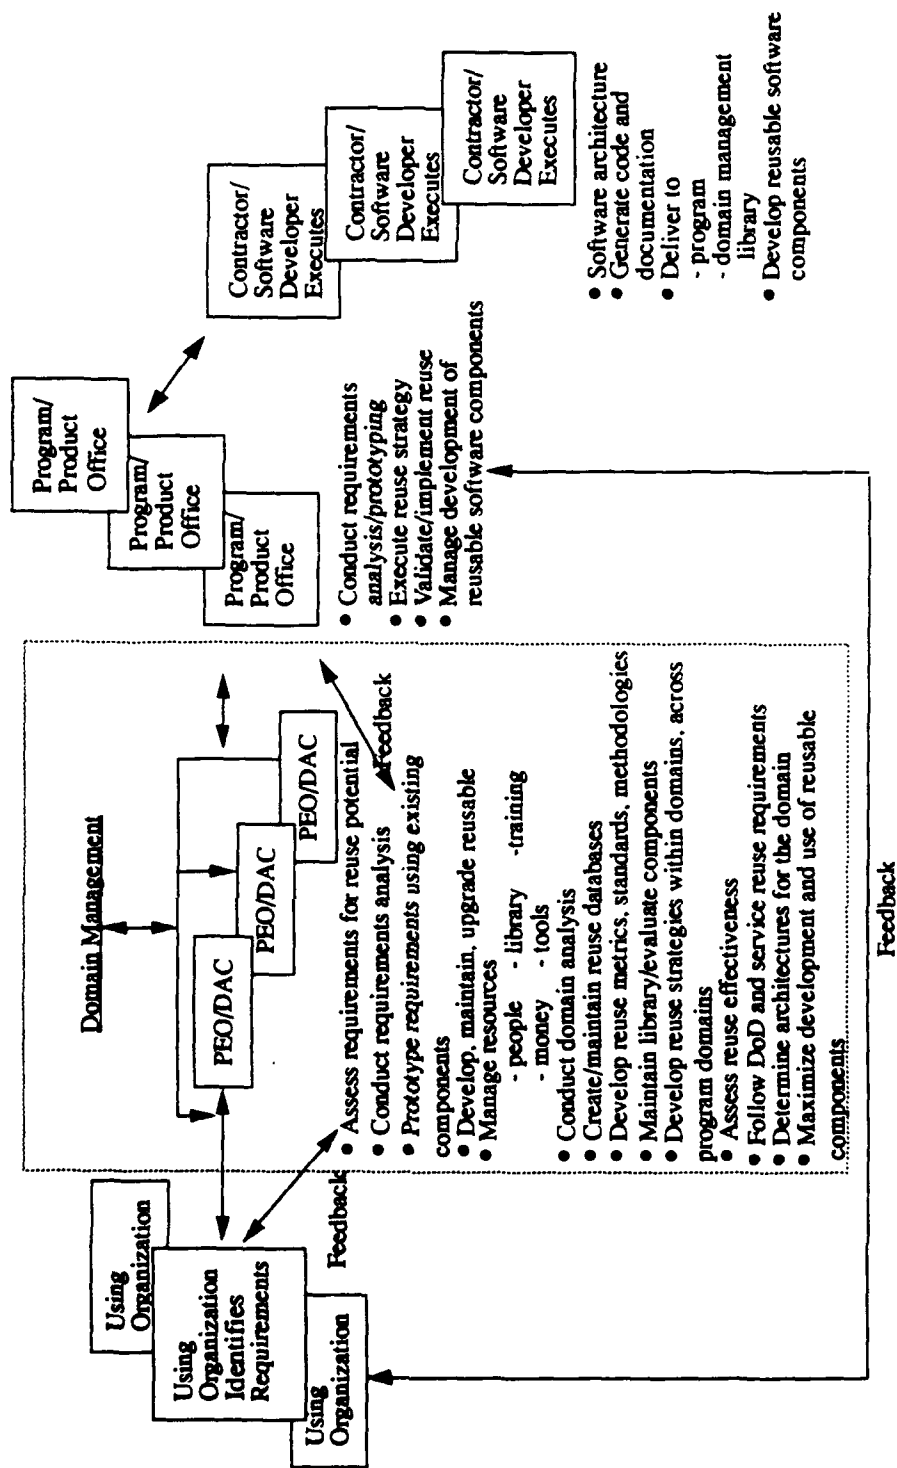 Using
Organization
Using
Organization
Identifies
Requirements
Using
Organization
Feedback
Domain Management
PEO/DAC
PEO/DAC
PEO/DAC
● Assess requirements for reuse potential
● Conduct requirements analysis
Feedback
● Prototype requirements using existing
components
● Develop, maintain, upgrade reusable
● Manage resources
- people - library -training
- money - tools
● Conduct domain analysis
● Create/maintain reuse databases
● Develop reuse metrics, standards, methodologies
● Maintain library/evaluate components
● Develop reuse strategies within domains, across
program domains
● Assess reuse effectiveness
● Follow DoD and service reuse requirements
● Determine architectures for the domain
● Maximize development and use of reusable
components
Program/
Product
Office
Program/
Product
Office
Program/
Product
Office
● Conduct requirements
analysis/prototyping
● Execute reuse strategy
● Validate/implement reuse
● Manage development of
reusable software components
Contractor/
Software
Developer
Executes
Contractor/
Software
Developer
Executes
Contractor/
Software
Developer
Executes
● Software architecture
● Generate code and
documentation
● Deliver to
- program
- domain management
library
● Develop reusable software
components
Feedback